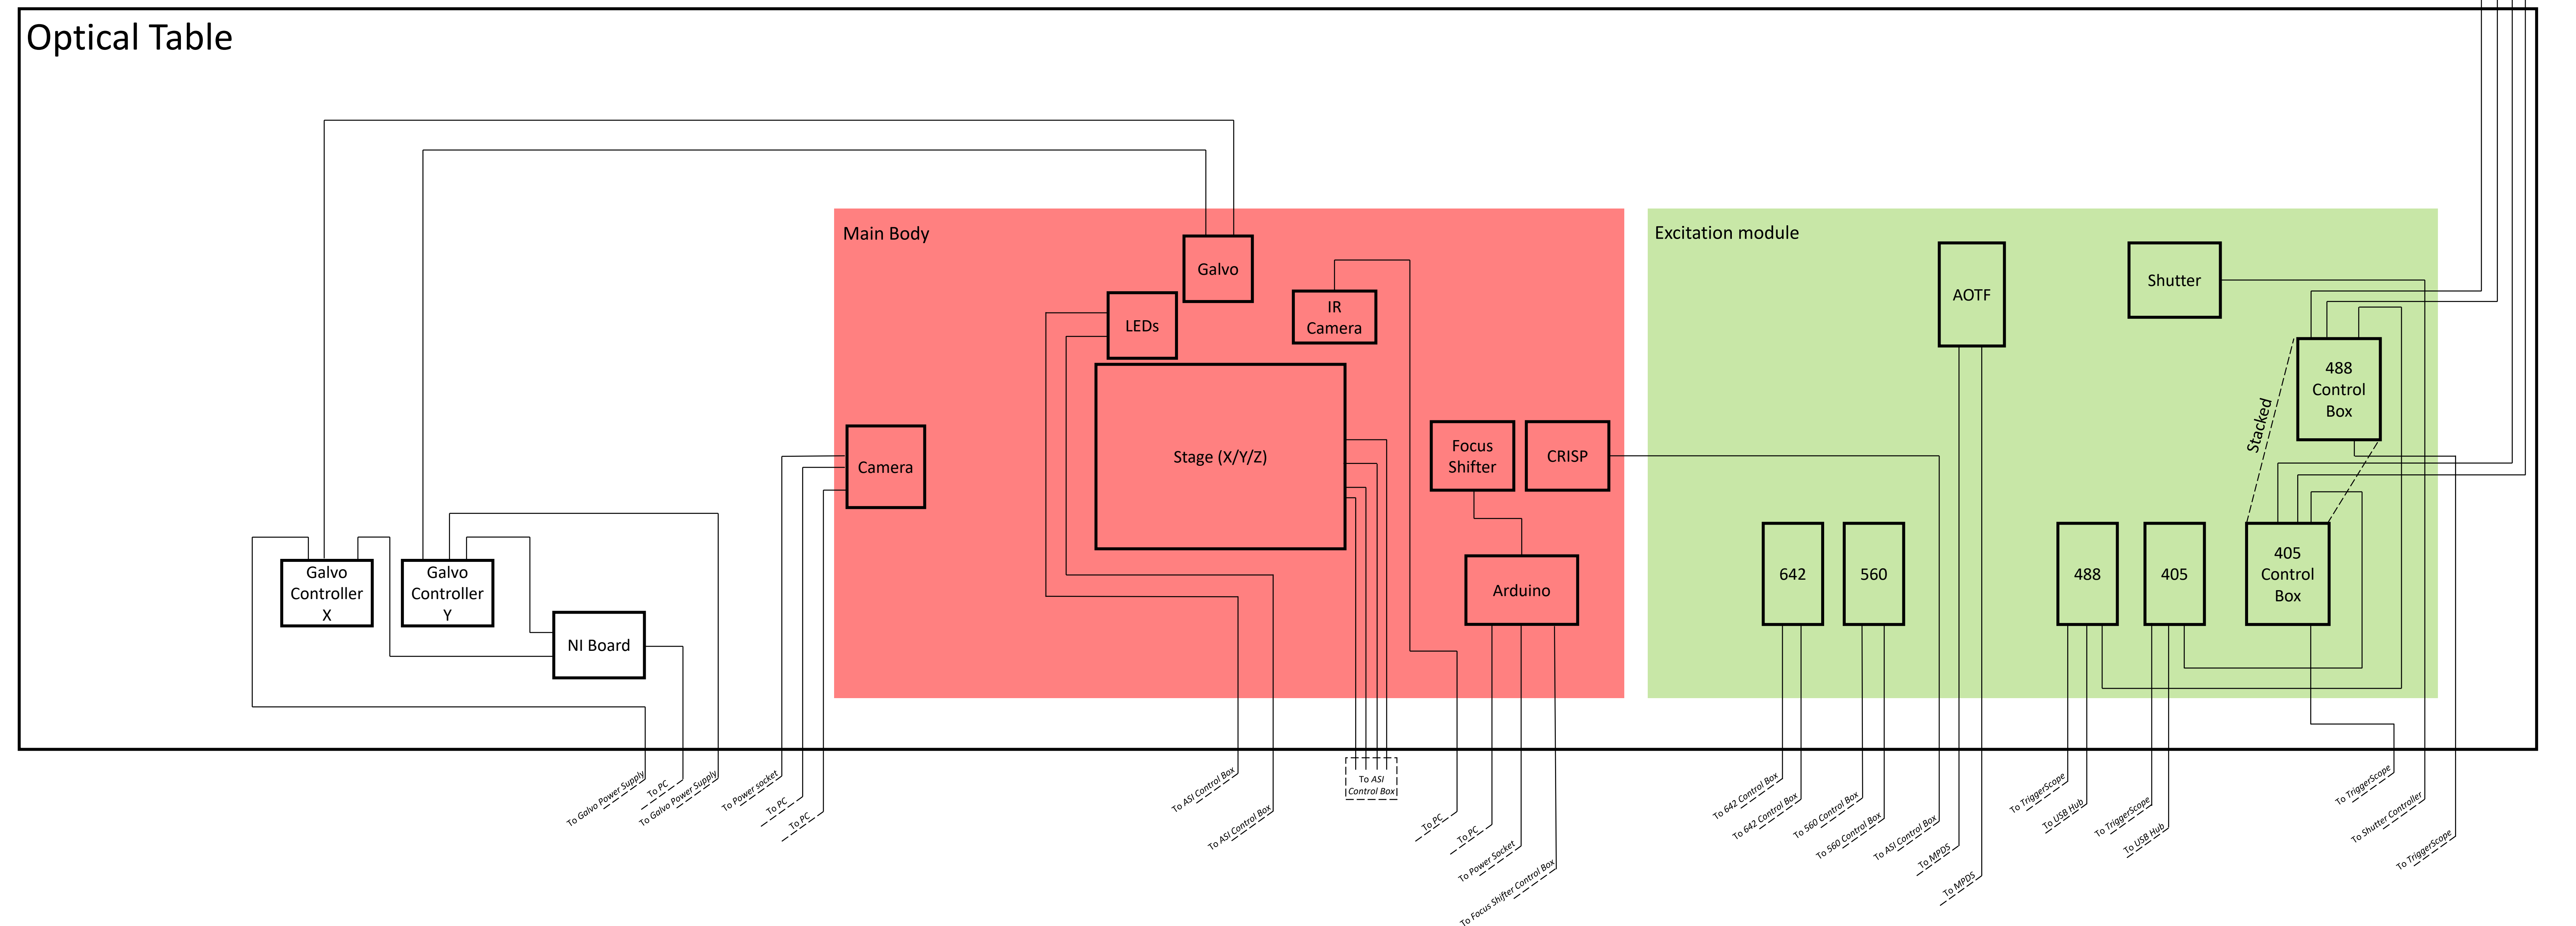 Optical Table
Main Body
Excitation module
Galvo
LEDs
IR
Camera
AOTF
Shutter
488
Control
Box
Stacked
Camera
Stage (X/Y/Z)
Focus
Shifter
CRISP
Galvo
Controller
X
Galvo
Controller
Y
NI Board
Arduino
642
560
488
405
405
Control
Box
To Galvo Power Supply
To PC
To Galvo Power Supply
To Power socket
To PC
To PC
To ASI Control Box
To ASI Control Box
To ASI
Control Box
To PC
To PC
To Power Socket
To Focus Shifter Control Box
To 642 Control Box
To 642 Control Box
To 560 Control Box
To 560 Control Box
To ASI Control Box
To MPDS
To MPDS
To TriggerScope
To USB Hub
To TriggerScope
To USB Hub
To TriggerScope
To Shutter Controller
To TriggerScope